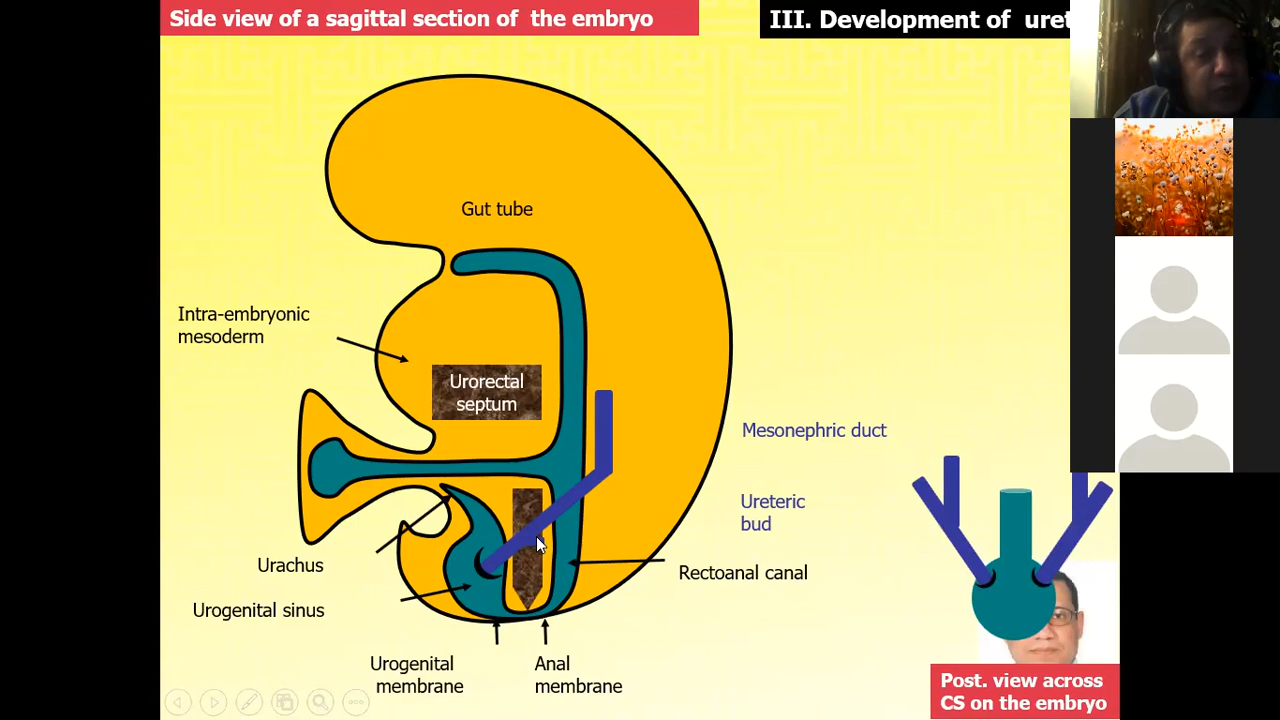 Side view of a sagittal section of the embryo
III. Development of uret
Gut tube
Intra-embryonic
mesoderm
Urorectal
septum
Mesonephric duct
Ureteric
bud
Urachus
Rectoanal canal
Urogenital sinus
Urogenital
membrane
Anal
membrane
Post. view across
CS on the embryo